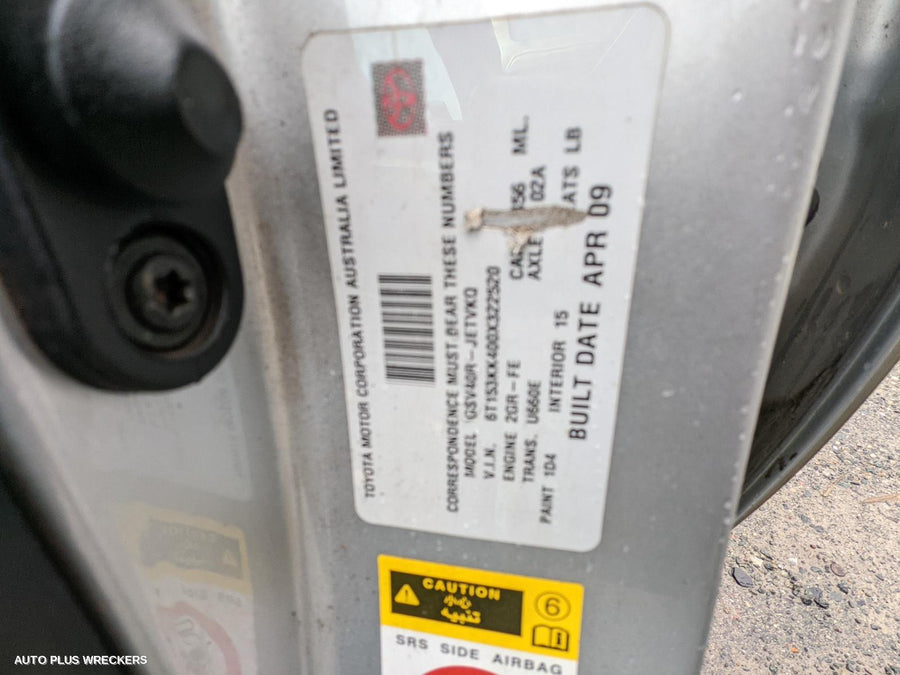 TOYOTA MOTOR CORPORATION AUSTRALIA LIMITED
CORRESPONDENCE MUST BEAR THESE NUMBERS
MODEL GSV40R-JETVKQ
V.I.N. 6T153KK400X322520
ENGINE 2GR-FE 856 ML.
TRANS. U660E AXLE 02A
PAINT 1D4 INTERIOR 15 LB
BUILT DATE APR 09
CAUTION
تنبيه
6
SRS SIDE AIRBAG
AUTO PLUS WRECKERS